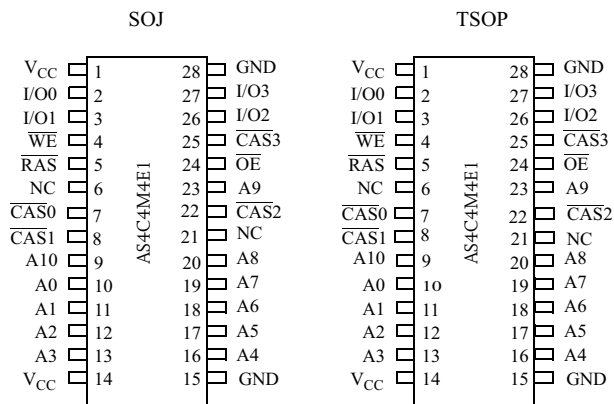 SOJ TSOP
VCC 1 28 GND VCC 1 28 GND
I/O0 2 27 I/O3 I/O0 2 27 I/O3
I/O1 3 26 I/O2 I/O1 3 26 I/O2
WE 4 25 CAS3 WE 4 25 CAS3
RAS 5 24 OE RAS 5 24 OE
NC 6 23 A9 NC 6 23 A9
CAS0 7 22 CAS2 CAS0 7 22 CAS2
CAS1 8 21 NC CAS1 8 21 NC
A10 9 20 A8 A10 9 20 A8
A0 10 19 A7 A0 10 19 A7
A1 11 18 A6 A1 11 18 A6
A2 12 17 A5 A2 12 17 A5
A3 13 16 A4 A3 13 16 A4
VCC 14 15 GND VCC 14 15 GND
AS4C4M4E1 AS4C4M4E1